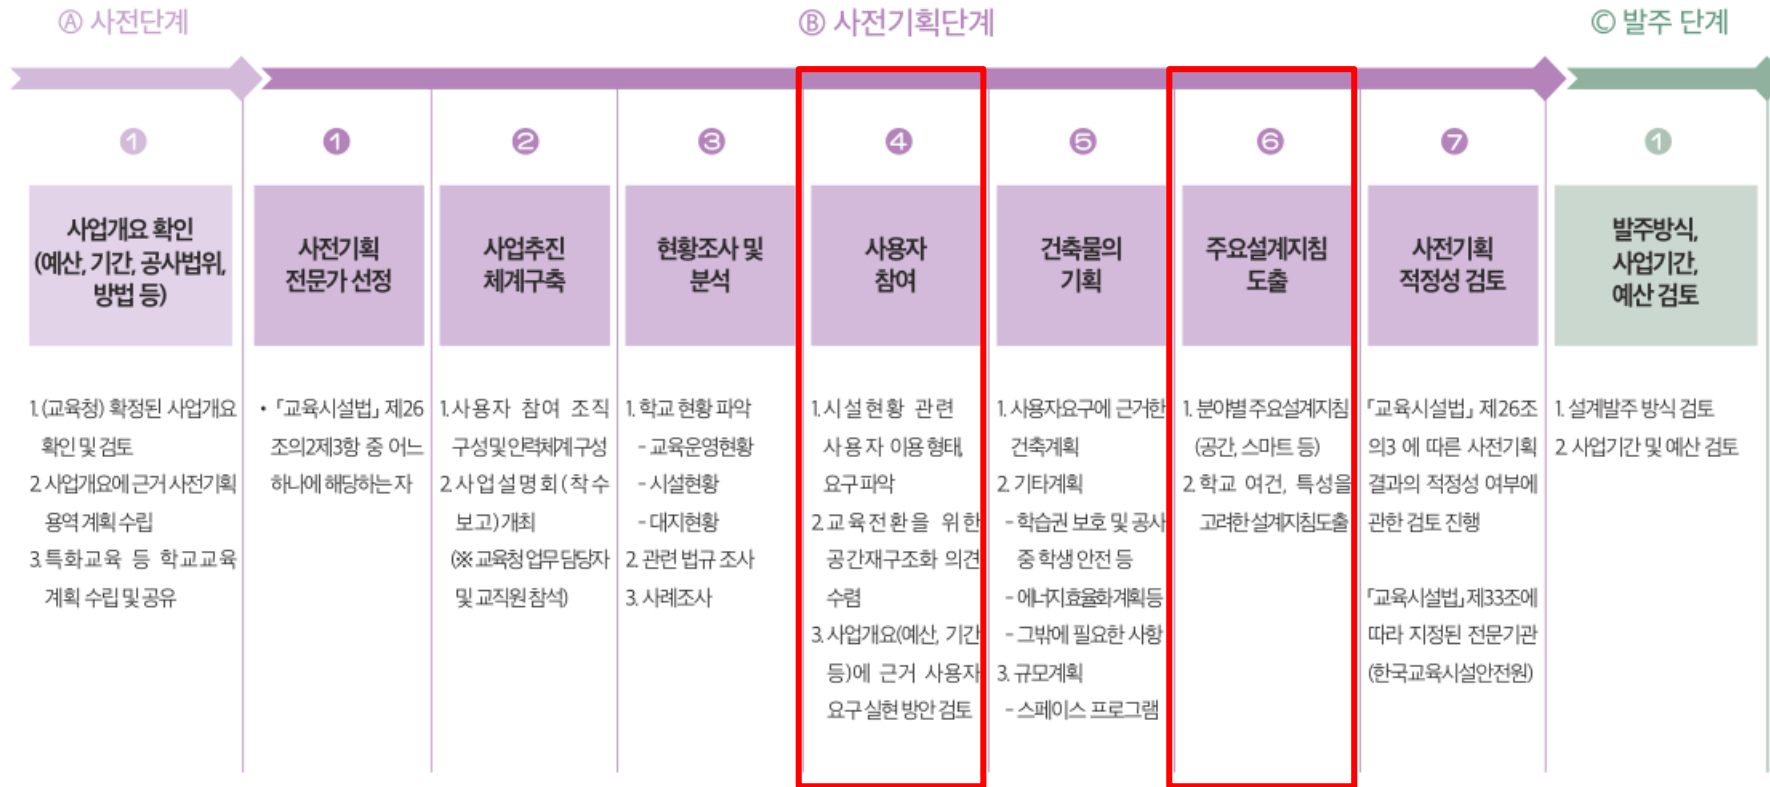 Ⓐ 사전단계
Ⓑ 사전기획단계
Ⓒ 발주 단계
1
사업개요 확인
(예산, 기간, 공사범위,
방법 등)
1. (교육청) 확정된 사업개요
확인 및 검토
2. 사업개요에 근거 사전기획
용역 계획 수립
3. 특화교육 등 학교교육
계획 수립 및 공유
1
사전기획
전문가 선정
• 「교육시설법」 제26
조의2제3항 중 어느
하나에 해당하는 자
2
사업추진
체계구축
1. 사용자 참여 조직
구성 및 인력체계 구성
2. 사업설명회(착수
보고) 개최
(※ 교육청 업무 담당자
및 교직원 참석)
3
현황조사 및
분석
1. 학교 현황 파악
- 교육운영현황
- 시설현황
- 대지현황
2. 관련 법규 조사
3. 사례조사
4
사용자
참여
1. 시설현황 관련
사용자 이용 형태,
요구 파악
2. 교육전환을 위한
공간재구조화 의견
수렴
3. 사업개요(예산, 기간
등)에 근거 사용자
요구 실현 방안 검토
5
건축물의
기획
1. 사용자요구에 근거한
건축계획
2. 기타계획
- 학습권 보호 및 공사
중 학생 안전 등
- 에너지효율화계획 등
- 그밖에 필요한 사항
3. 규모계획
- 스페이스 프로그램
6
주요설계지침
도출
1. 분야별 주요설계지침
(공간, 스마트 등)
2. 학교 여건, 특성을
고려한 설계지침도출
7
사전기획
적정성 검토
「교육시설법」 제26조
의3 에 따른 사전기획
결과의 적정성 여부에
관한 검토 진행
「교육시설법」 제33조에
따라 지정된 전문기관
(한국교육시설안전원)
1
발주방식,
사업기간,
예산 검토
1. 설계발주 방식 검토
2. 사업기간 및 예산 검토